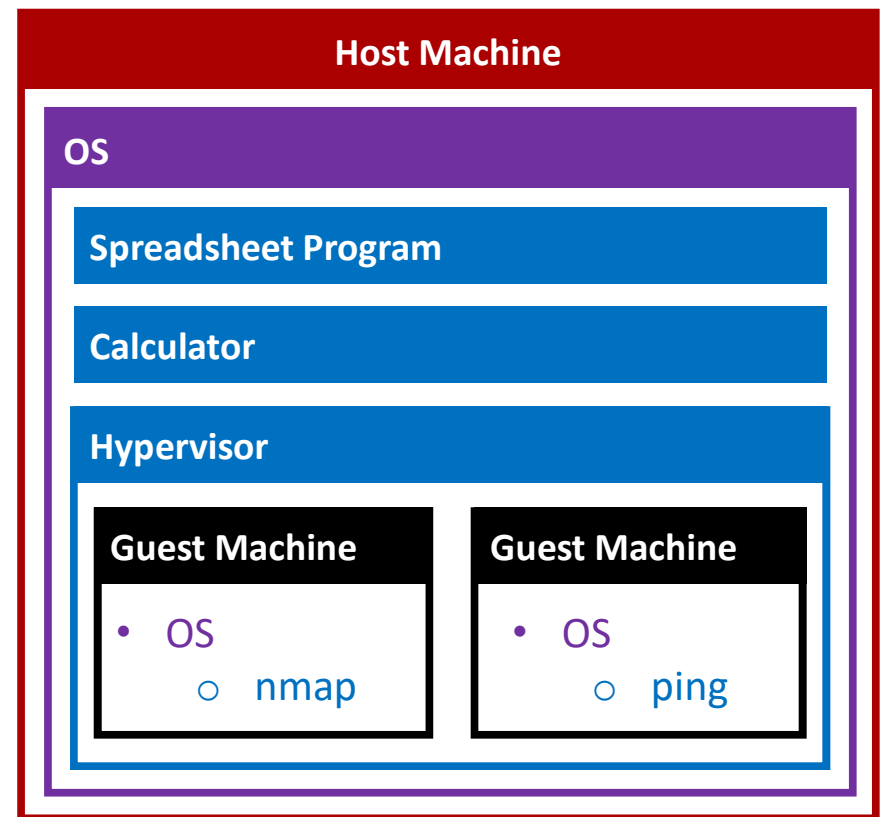 Host Machine
OS
Spreadsheet Program
Calculator
Hypervisor
Guest Machine
• OS
o nmap
Guest Machine
• OS
o ping